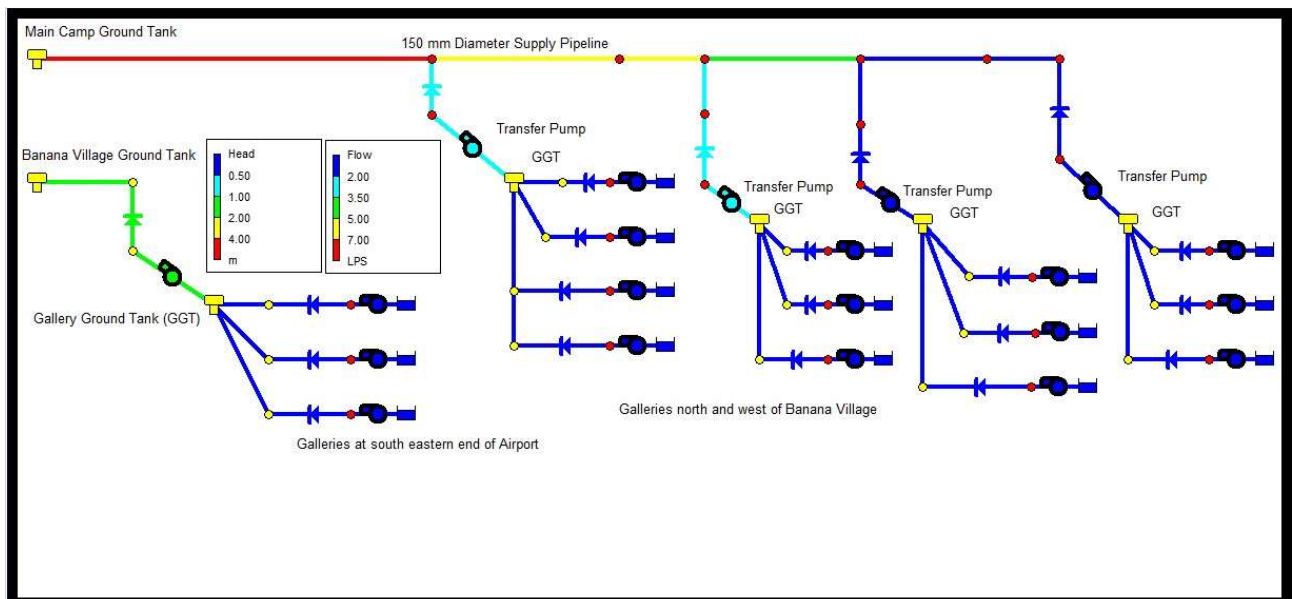 Main Camp Ground Tank
150 mm Diameter Supply Pipeline
Transfer Pump
GGT
Banana Village Ground Tank
Head
0.50
1.00
2.00
4.00
m
Flow
2.00
3.50
5.00
7.00
LPS
Transfer Pump
GGT
Transfer Pump
GGT
Transfer Pump
GGT
Gallery Ground Tank (GGT)
Galleries north and west of Banana Village
Galleries at south eastern end of Airport